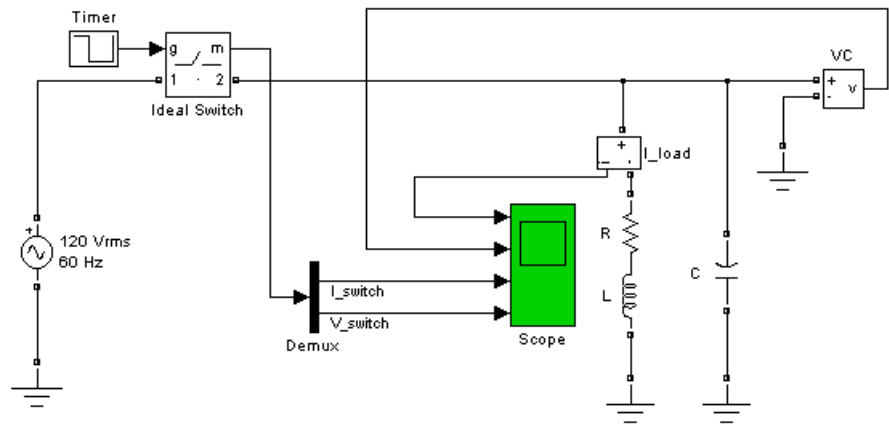 Timer
g m
1 2
Ideal Switch
VC
+
- v
+
I_load
-
+
120 Vrms
60 Hz
R
L
C
I_switch
V_switch
Demux
Scope